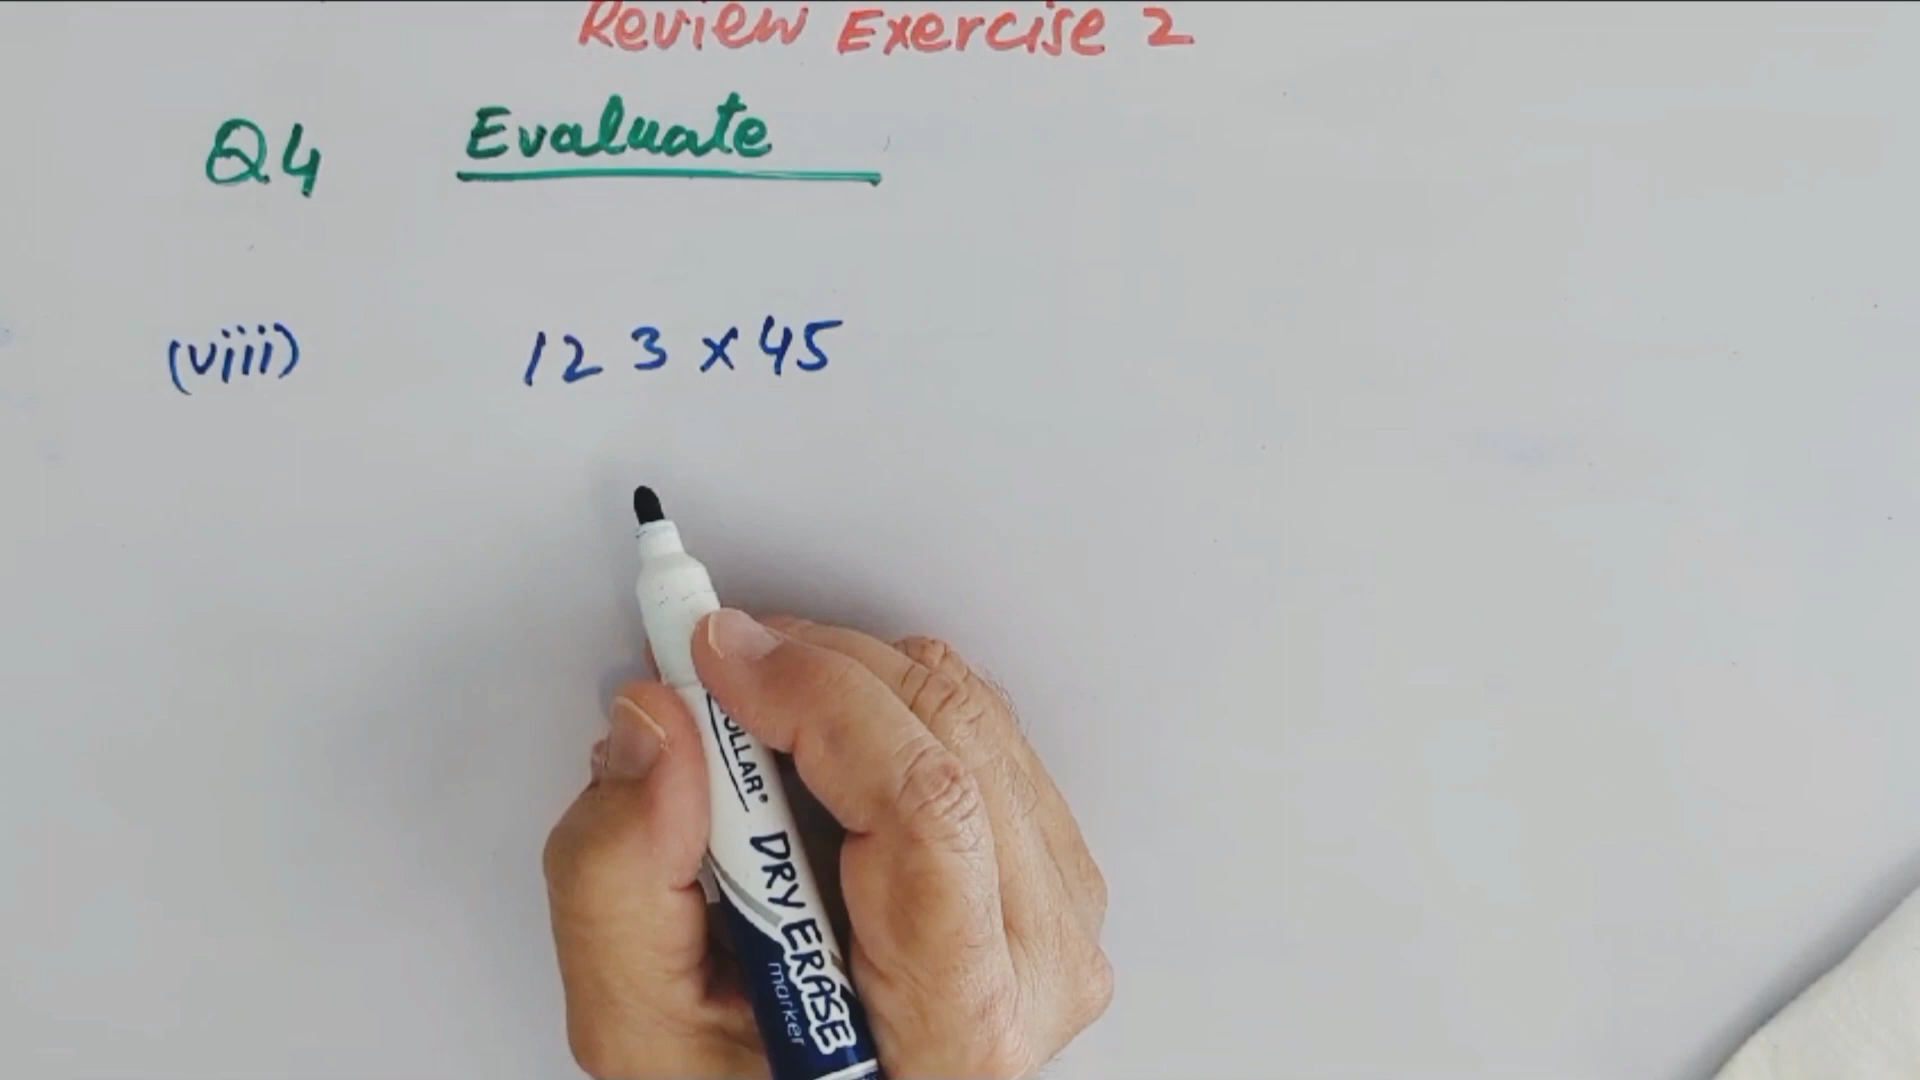 Review Exercise 2
Q4 Evaluate
(viii) 123 x 45
DOLLAR®
DRY ERASE
marker